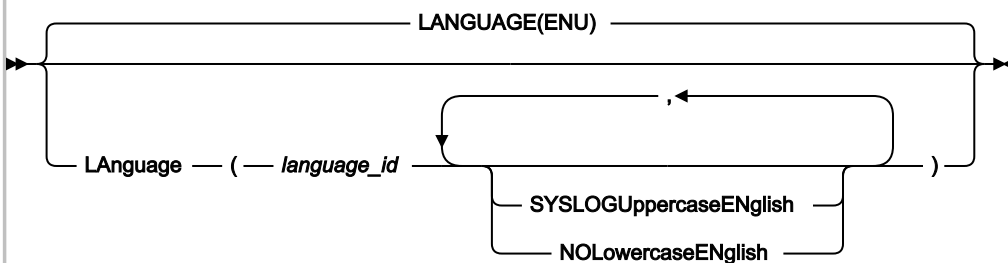 LANGUAGE(ENU)
,
LAnguage ( language_id )
SYSLOGUppercaseENglish
NOLowercaseENglish